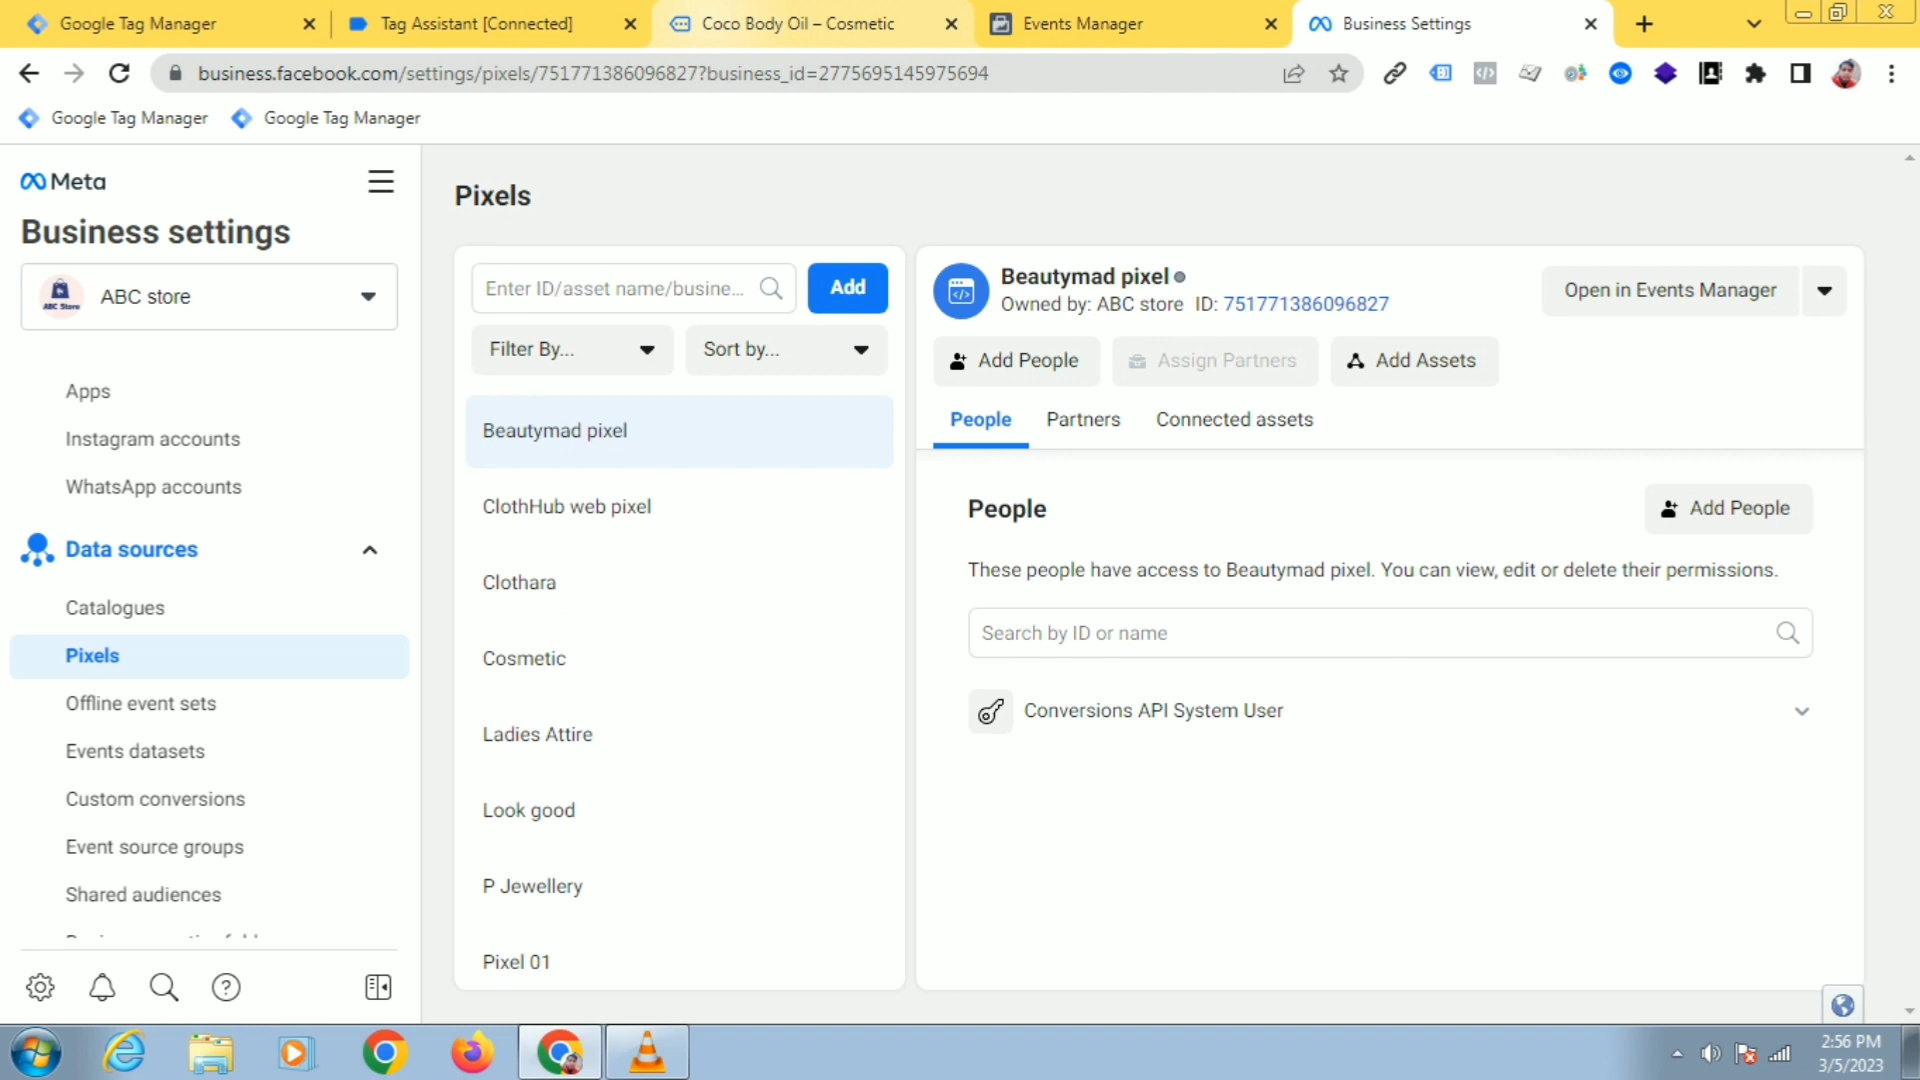 Google Tag Manager
Tag Assistant [Connected]
Coco Body Oil – Cosmetic
Events Manager
Business Settings
business.facebook.com/settings/pixels/751771386096827?business_id=2775695145975694
Google Tag Manager
Google Tag Manager
Meta
Business settings
ABC Store
ABC store
Apps
Instagram accounts
WhatsApp accounts
Data sources
Catalogues
Pixels
Offline event sets
Events datasets
Custom conversions
Event source groups
Shared audiences
Pixels
Enter ID/asset name/busine...
Add
Filter By...
Sort by...
Beautymad pixel
ClothHub web pixel
Clothara
Cosmetic
Ladies Attire
Look good
P Jewellery
Pixel 01
Beautymad pixel
Owned by: ABC store ID: 751771386096827
Open in Events Manager
Add People
Assign Partners
Add Assets
People
Partners
Connected assets
People
Add People
These people have access to Beautymad pixel. You can view, edit or delete their permissions.
Search by ID or name
Conversions API System User
2:56 PM
3/5/2023